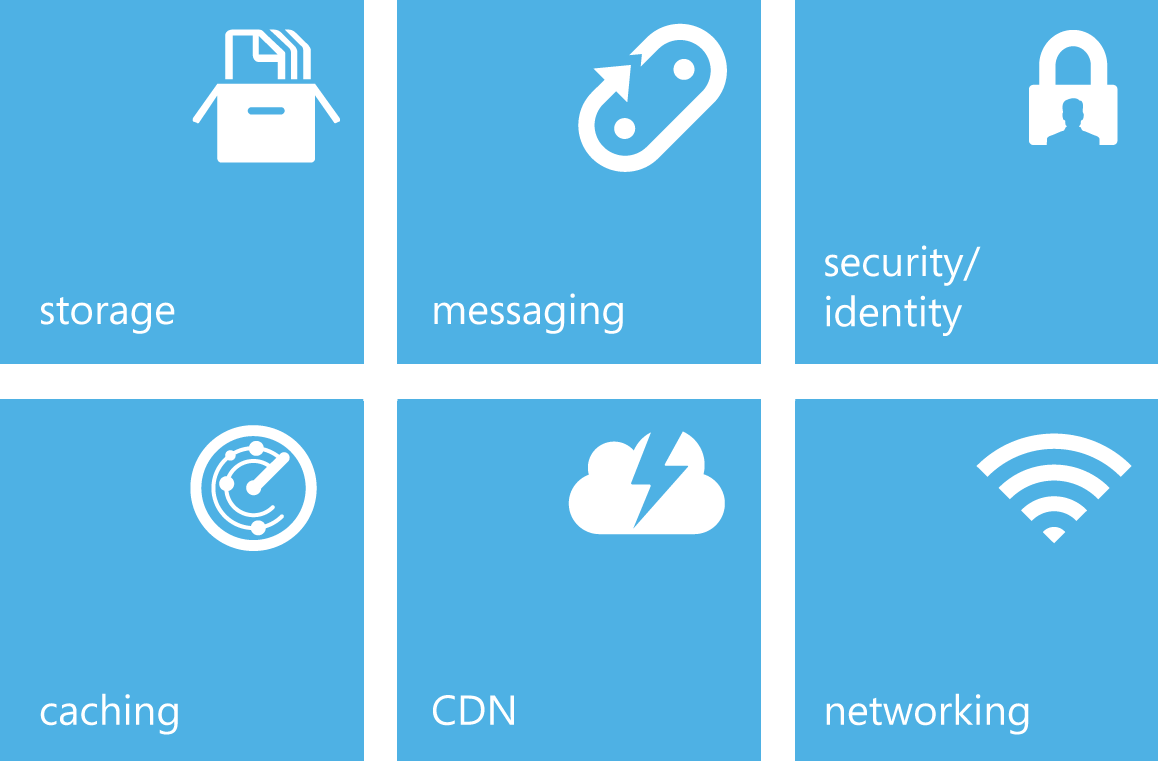 storage
messaging
security/
identity
caching
CDN
networking